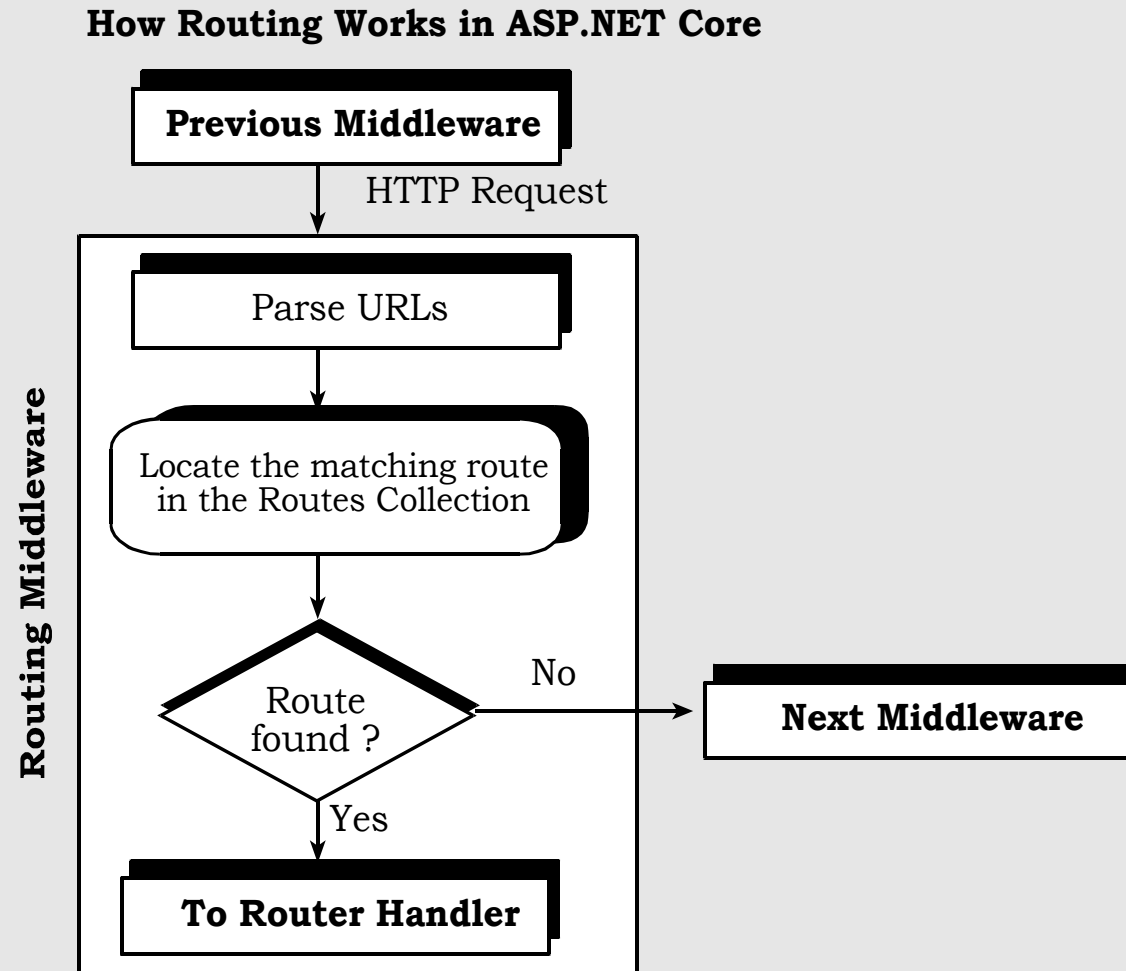 How Routing Works in ASP.NET Core
Previous Middleware
HTTP Request
Routing Middleware
Parse URLs
Locate the matching route
in the Routes Collection
Route
found ?
No
Next Middleware
Yes
To Router Handler